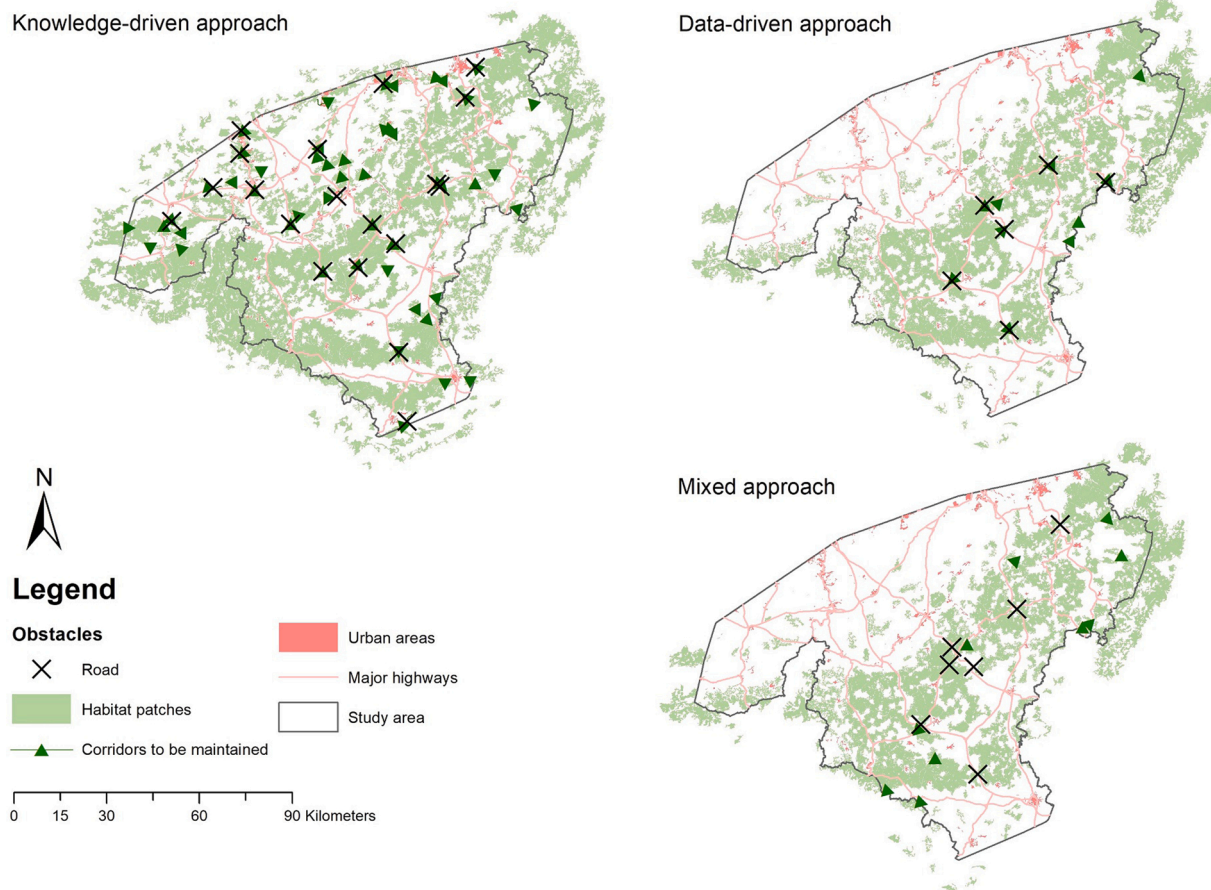 Knowledge-driven approach
Data-driven approach
Mixed approach
N
Legend
Obstacles
Road
Habitat patches
Corridors to be maintained
Urban areas
Major highways
Study area
0 15 30 60 90 Kilometers